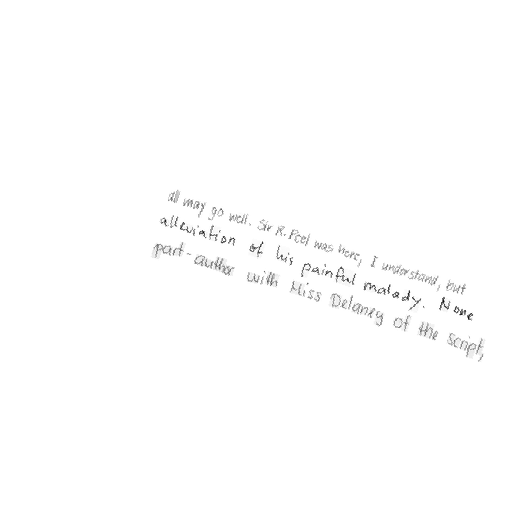 all may go well. Sir R. Peel was here, I understand, but
alleviation of his painful malady. None
part-author with Miss Delaney of the script,